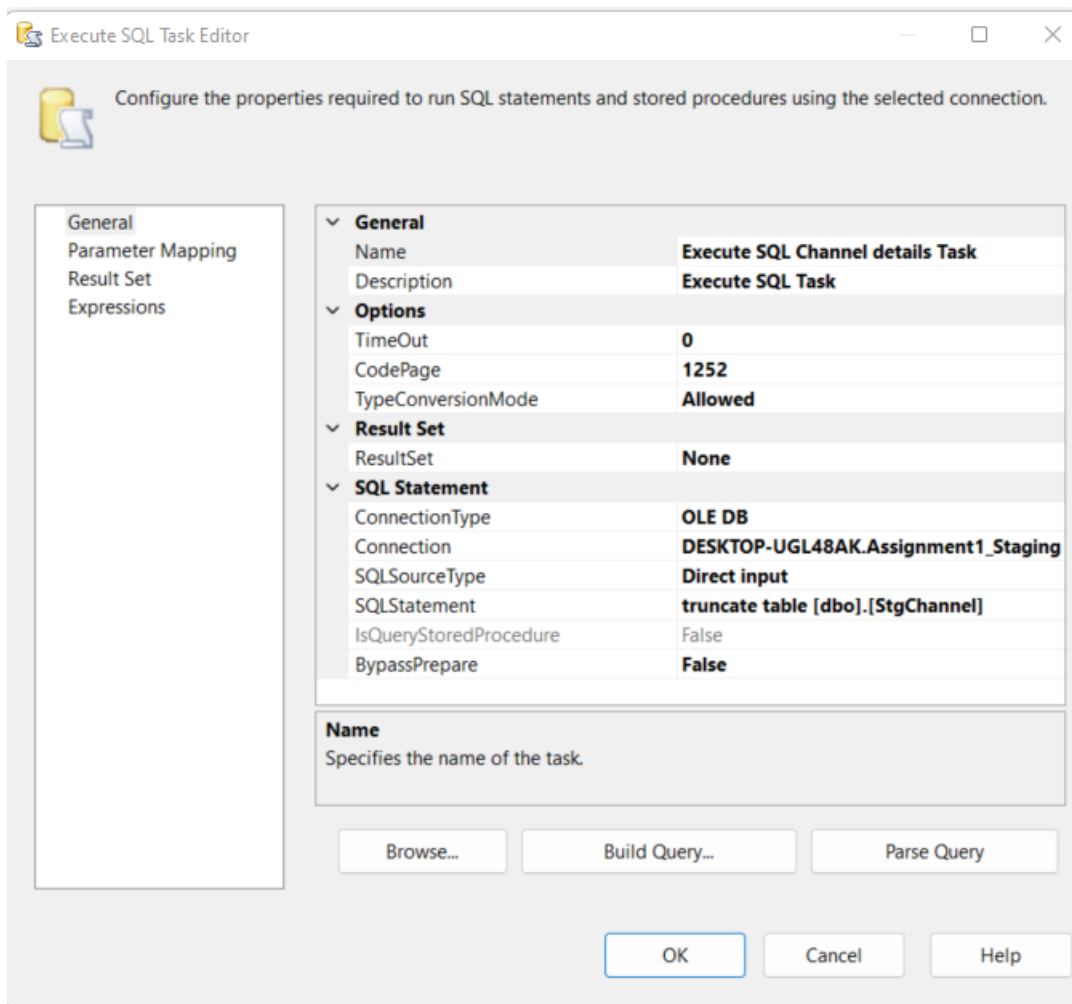 Execute SQL Task Editor
Configure the properties required to run SQL statements and stored procedures using the selected connection.
General
Parameter Mapping
Result Set
Expressions
General
Name Execute SQL Channel details Task
Description Execute SQL Task
Options
TimeOut 0
CodePage 1252
TypeConversionMode Allowed
Result Set
ResultSet None
SQL Statement
ConnectionType OLE DB
Connection DESKTOP-UGL48AK.Assignment1_Staging
SQLSourceType Direct input
SQLStatement truncate table [dbo].[StgChannel]
IsQueryStoredProcedure False
BypassPrepare False
Name
Specifies the name of the task.
Browse... Build Query... Parse Query
OK Cancel Help